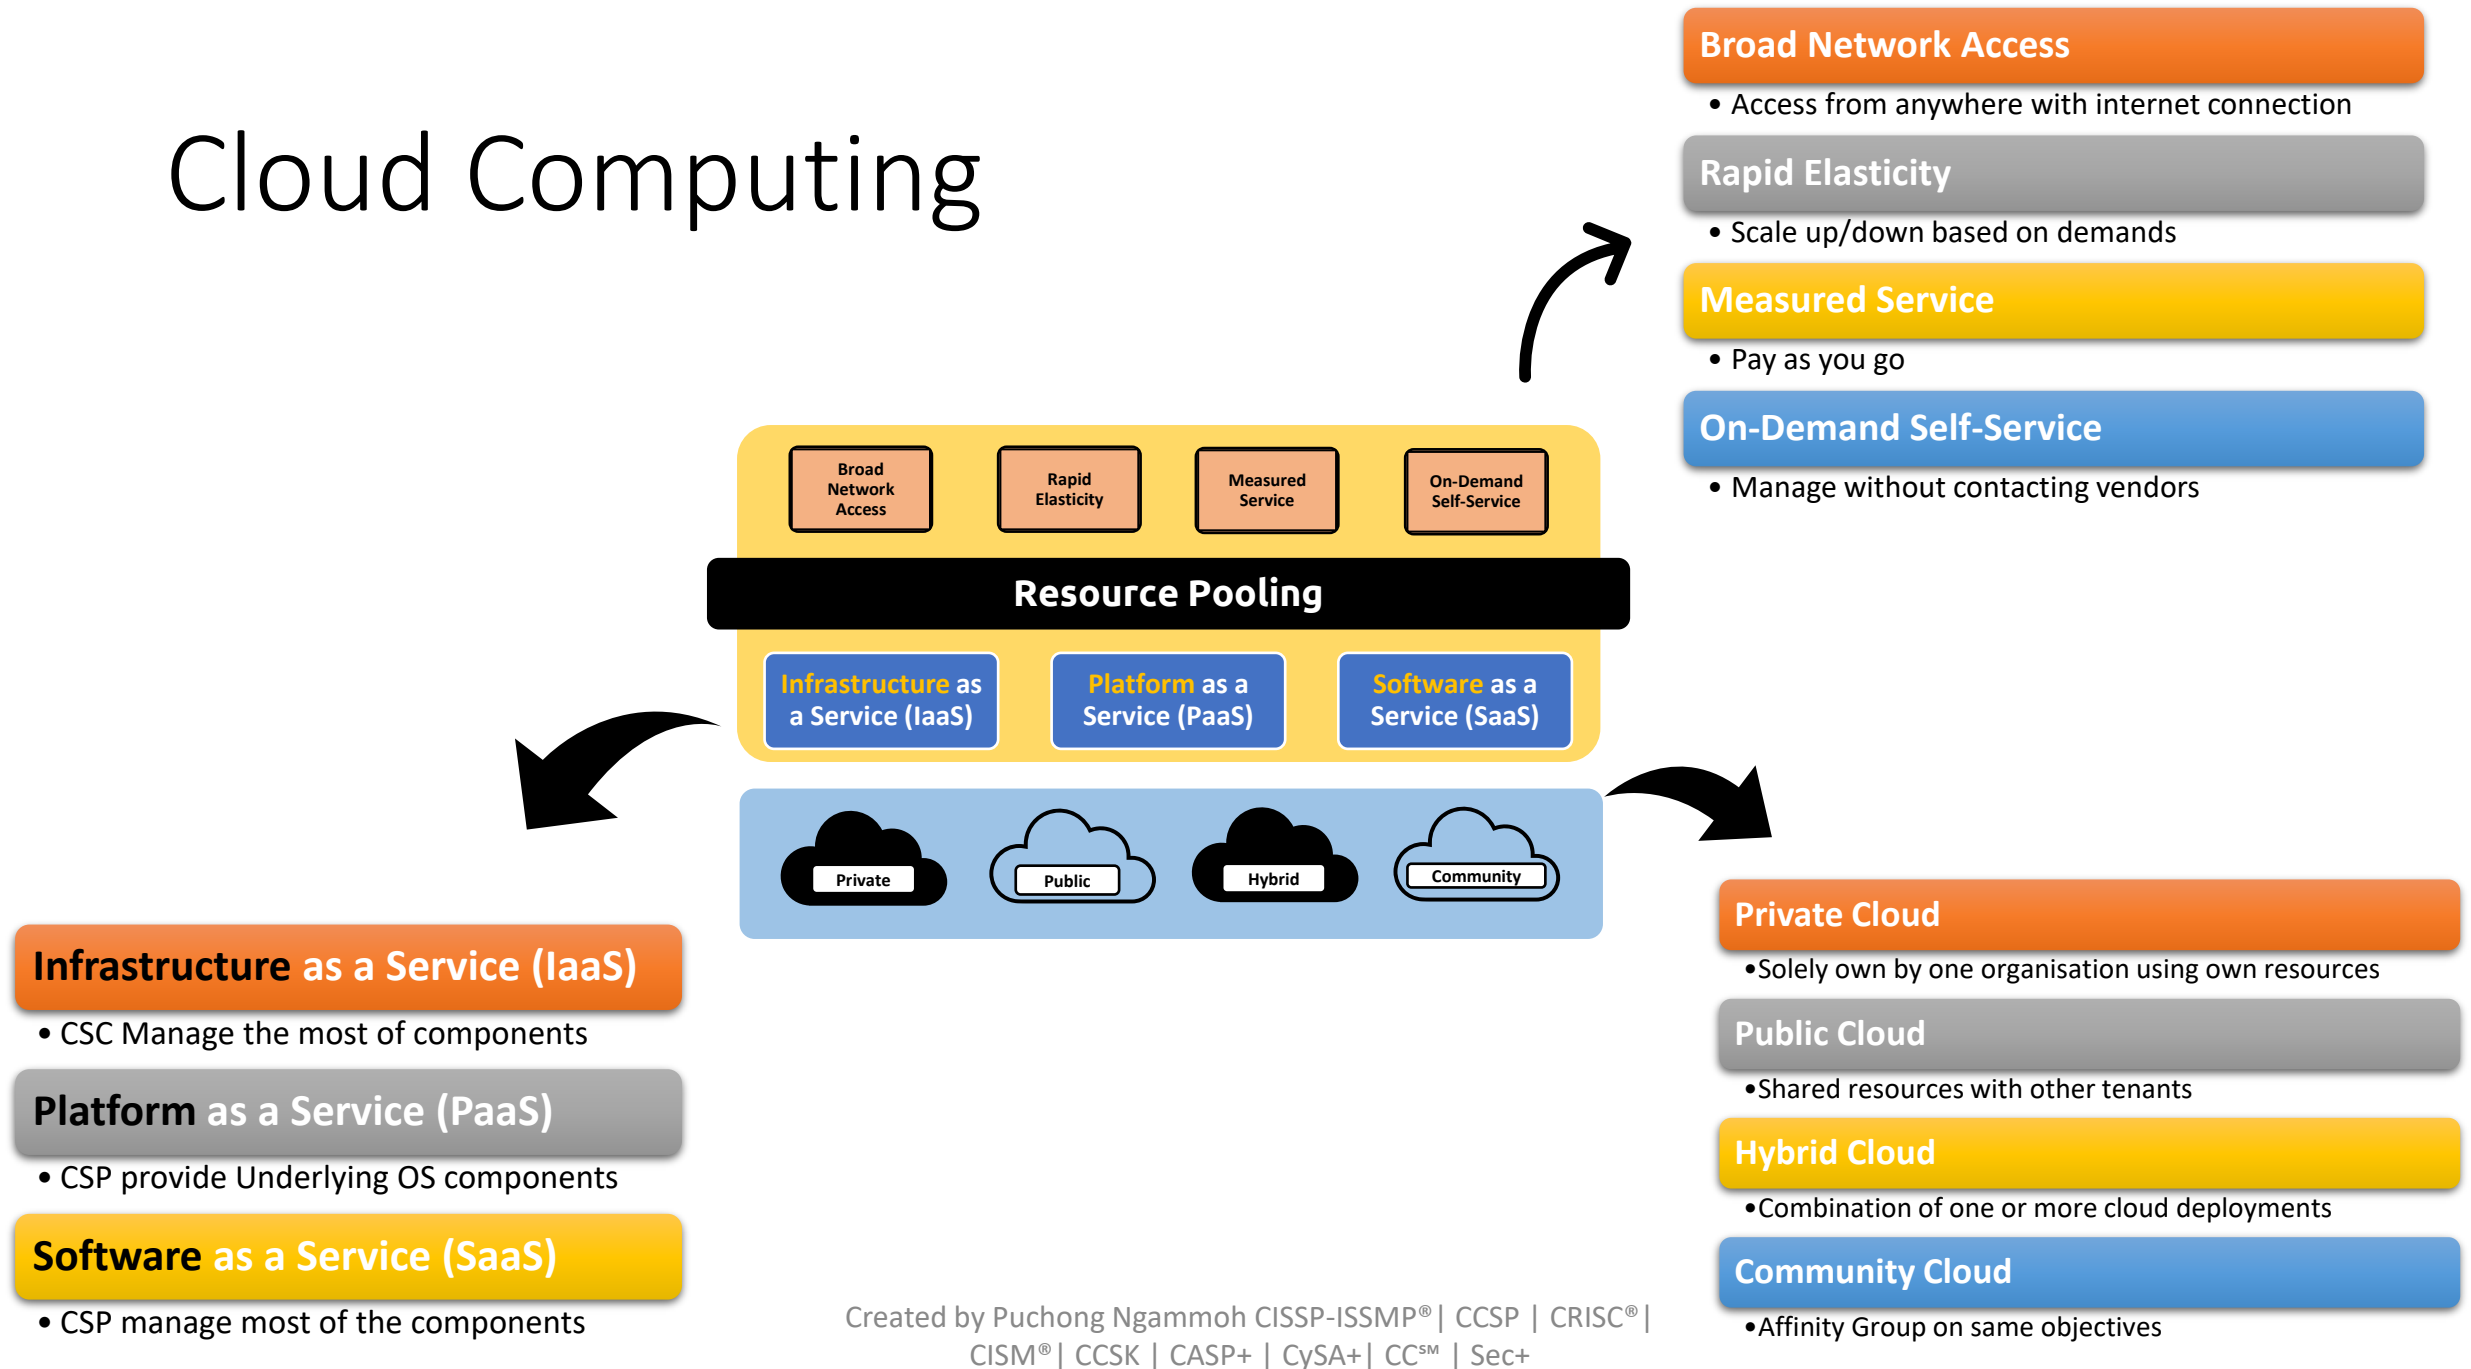 Cloud Computing
Broad Network Access
• Access from anywhere with internet connection
Rapid Elasticity
• Scale up/down based on demands
Measured Service
• Pay as you go
On-Demand Self-Service
• Manage without contacting vendors
Broad
Network
Access
Rapid
Elasticity
Measured
Service
On-Demand
Self-Service
Resource Pooling
Infrastructure as
a Service (IaaS)
Platform as a
Service (PaaS)
Software as a
Service (SaaS)
Private
Public
Hybrid
Community
Infrastructure as a Service (IaaS)
• CSC Manage the most of components
Platform as a Service (PaaS)
• CSP provide Underlying OS components
Software as a Service (SaaS)
• CSP manage most of the components
Private Cloud
•Solely own by one organisation using own resources
Public Cloud
•Shared resources with other tenants
Hybrid Cloud
•Combination of one or more cloud deployments
Community Cloud
•Affinity Group on same objectives
Created by Puchong Ngammoh CISSP-ISSMP®| CCSP | CRISC®|
CISM®| CCSK | CASP+ | CySA+| CC℠ | Sec+